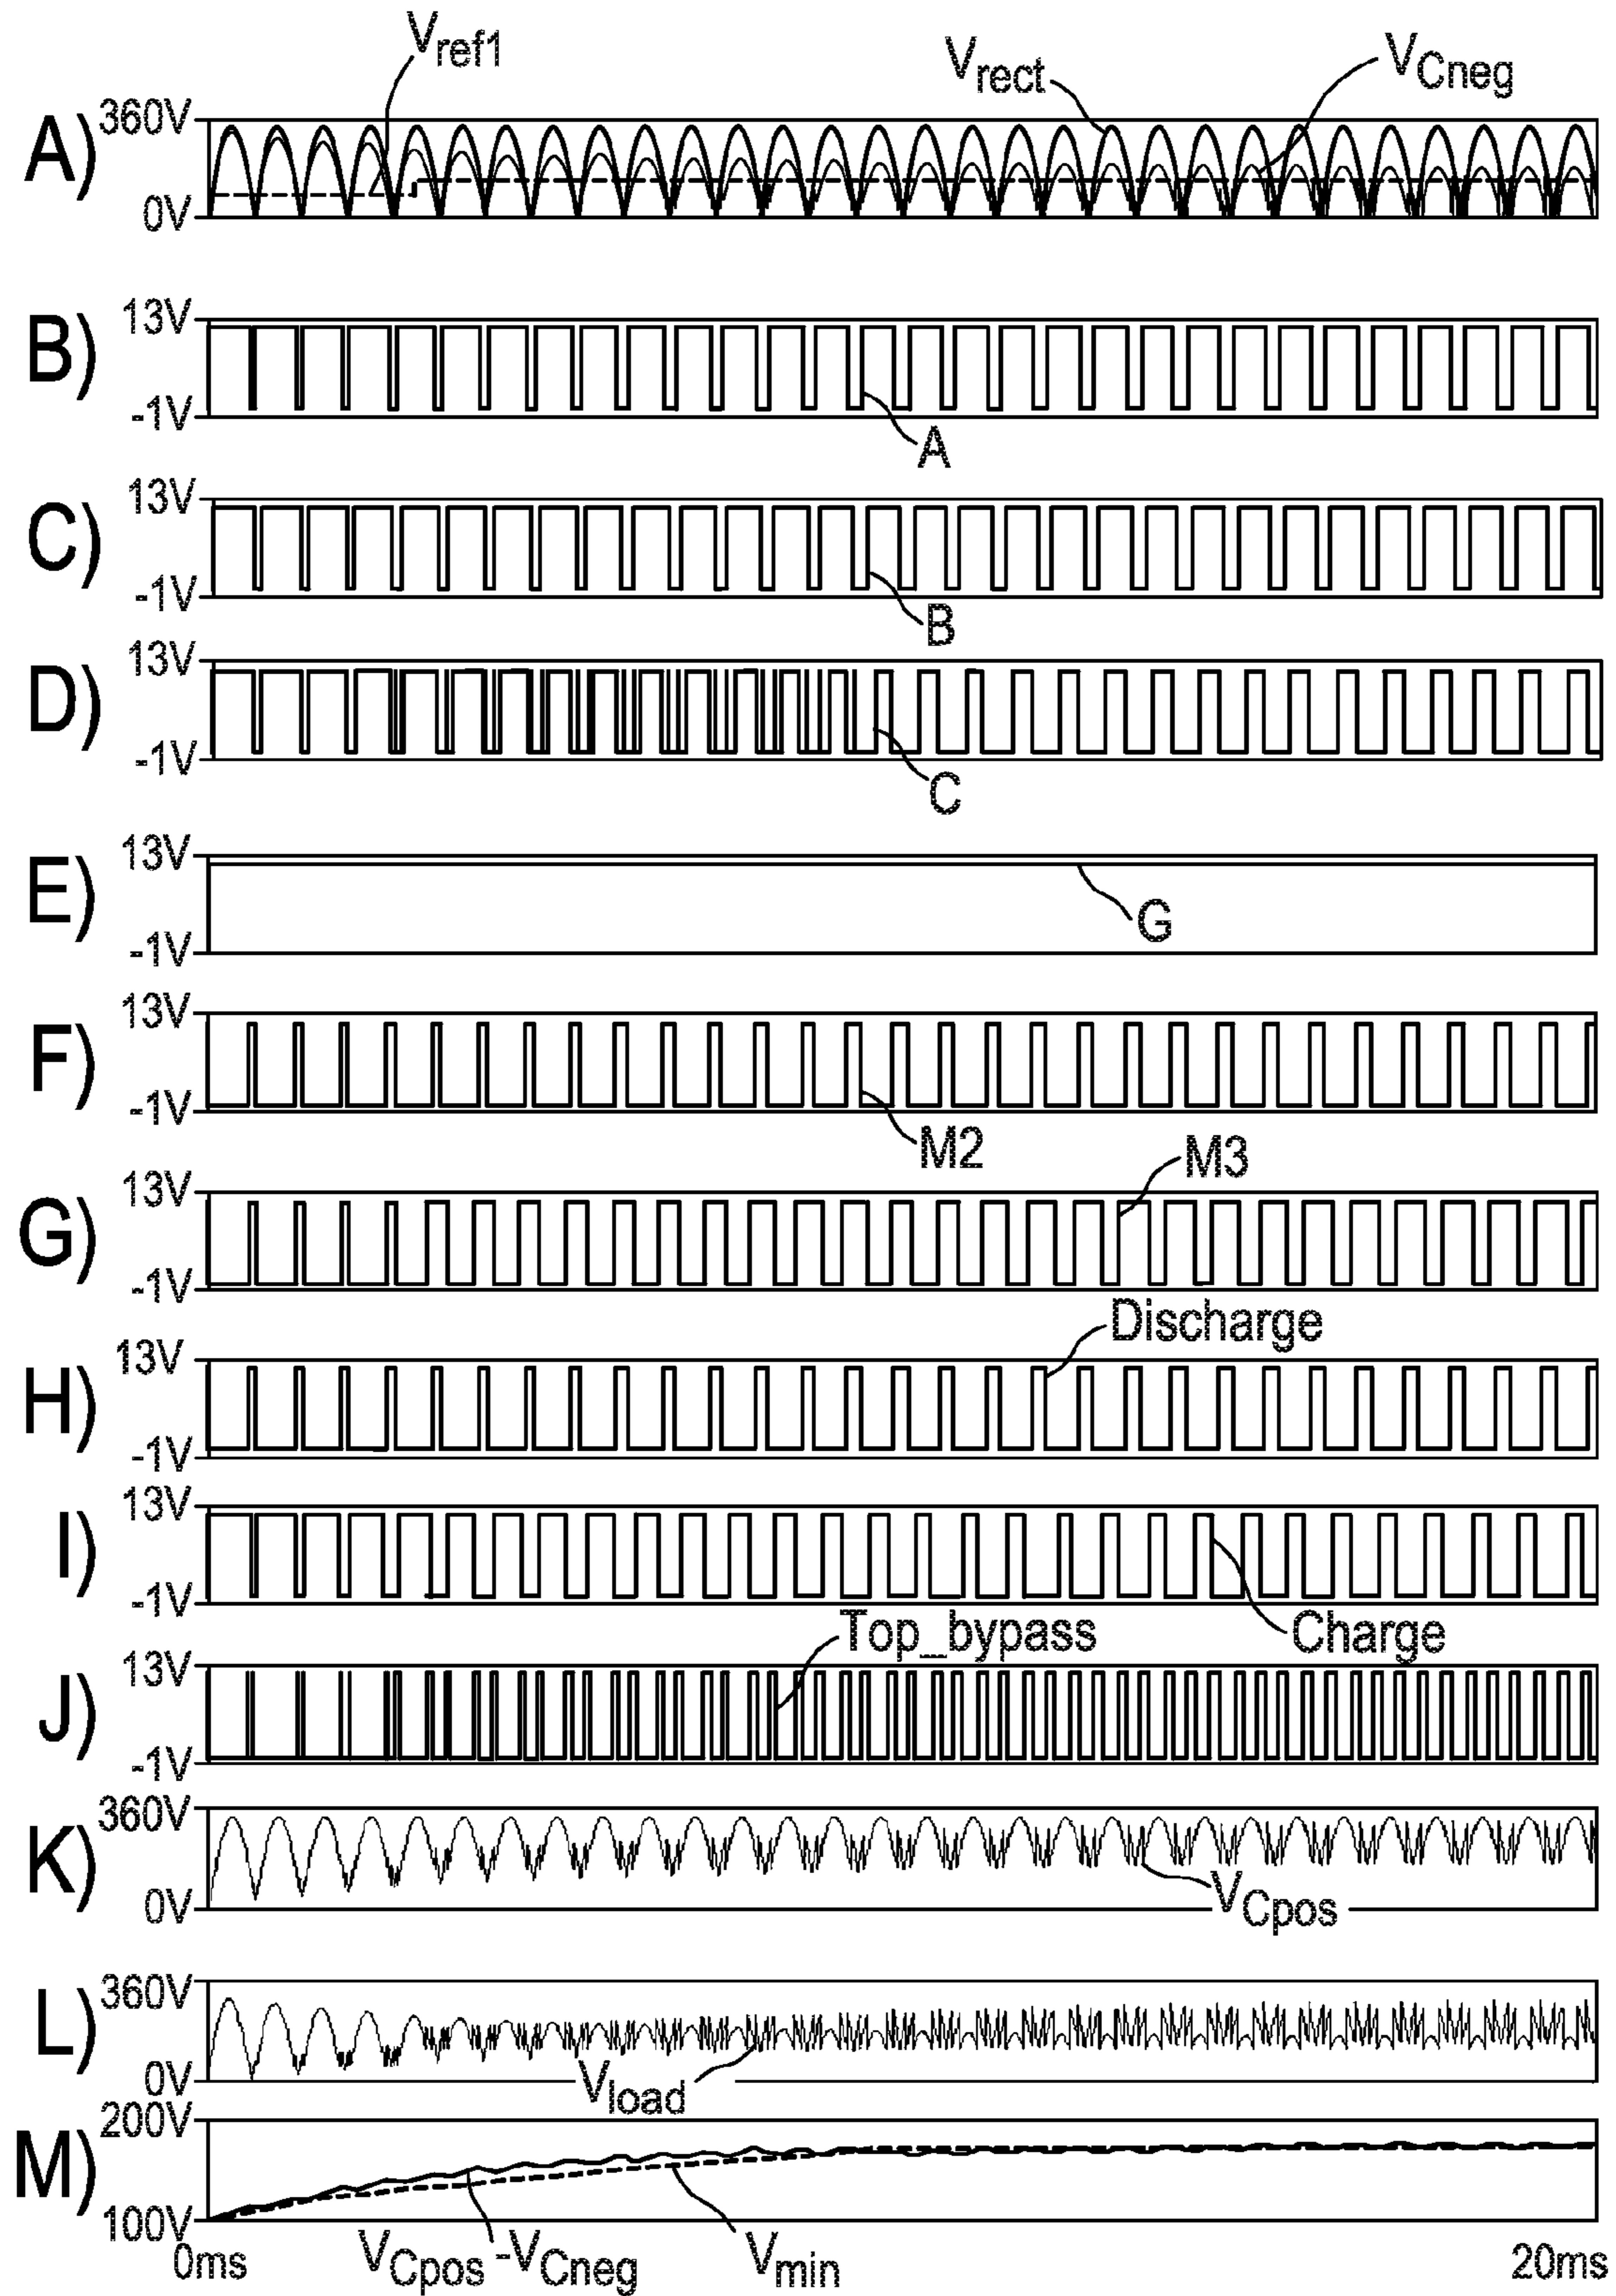 Vref1
Vrect
VCneg
A)
360V
0V
B)
13V
-1V
A
C)
13V
-1V
B
D)
13V
-1V
C
E)
13V
-1V
G
F)
13V
-1V
M2
M3
G)
13V
-1V
Discharge
H)
13V
-1V
I)
13V
-1V
Top_bypass
Charge
J)
13V
-1V
K)
360V
0V
VCpos
L)
360V
0V
Vload
M)
200V
100V
0ms
VCpos -VCneg
Vmin
20ms